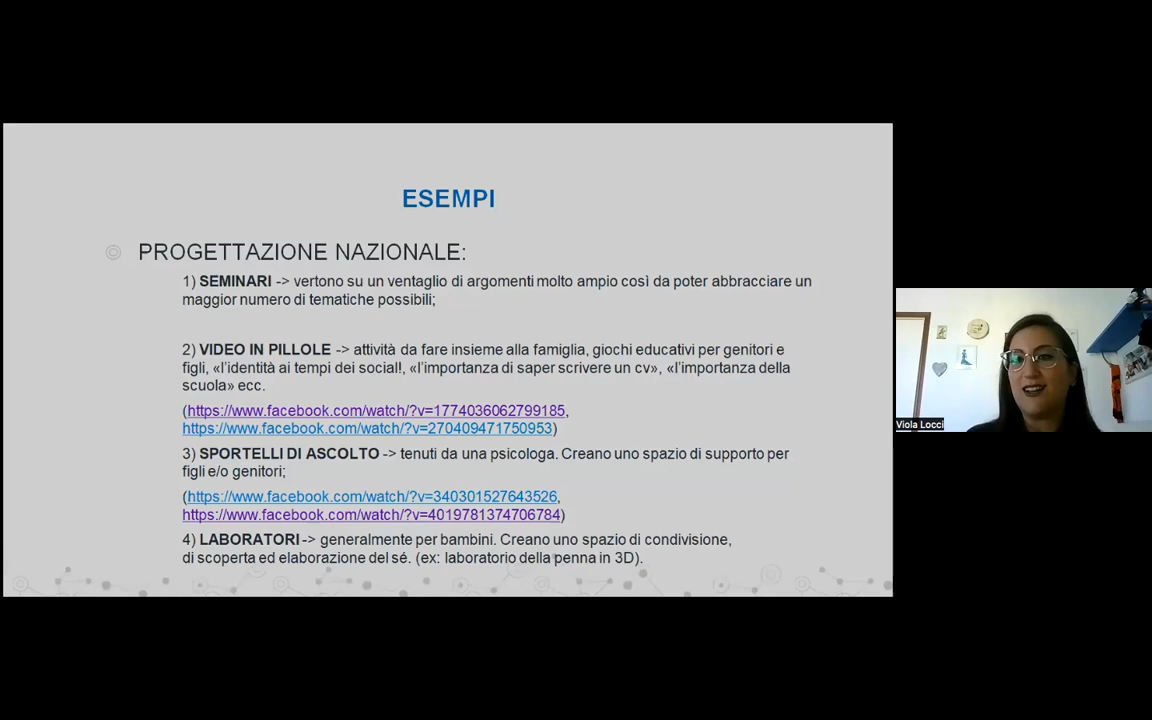 ESEMPI
PROGETTAZIONE NAZIONALE:
1) SEMINARI -> vertono su un ventaglio di argomenti molto ampio così da poter abbracciare un
maggior numero di tematiche possibili;
2) VIDEO IN PILLOLE -> attività da fare insieme alla famiglia, giochi educativi per genitori e
figli, «l'identità ai tempi dei social!, «l'importanza di saper scrivere un cv», «l'importanza della
scuola» ecc.
(https://www.facebook.com/watch/?v=1774036062799185,
https://www.facebook.com/watch/?v=270409471750953)
3) SPORTELLI DI ASCOLTO -> tenuti da una psicologa. Creano uno spazio di supporto per
figli e/o genitori;
(https://www.facebook.com/watch/?v=340301527643526,
https://www.facebook.com/watch/?v=4019781374706784)
4) LABORATORI -> generalmente per bambini. Creano uno spazio di condivisione,
di scoperta ed elaborazione del sé. (ex: laboratorio della penna in 3D).
Viola Locci